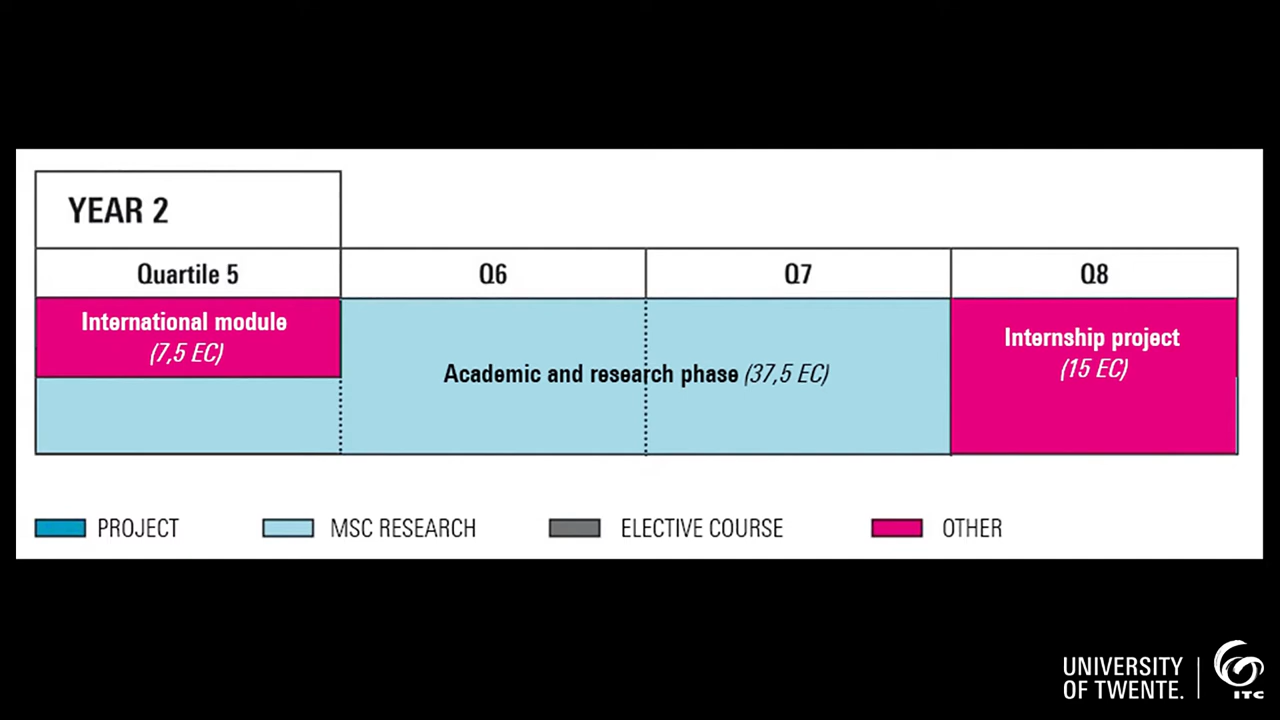 YEAR 2
Quartile 5
Q6
Q7
Q8
International module
(7,5 EC)
Academic and research phase (37,5 EC)
Internship project
(15 EC)
PROJECT
MSC RESEARCH
ELECTIVE COURSE
OTHER
UNIVERSITY
OF TWENTE.
ITC